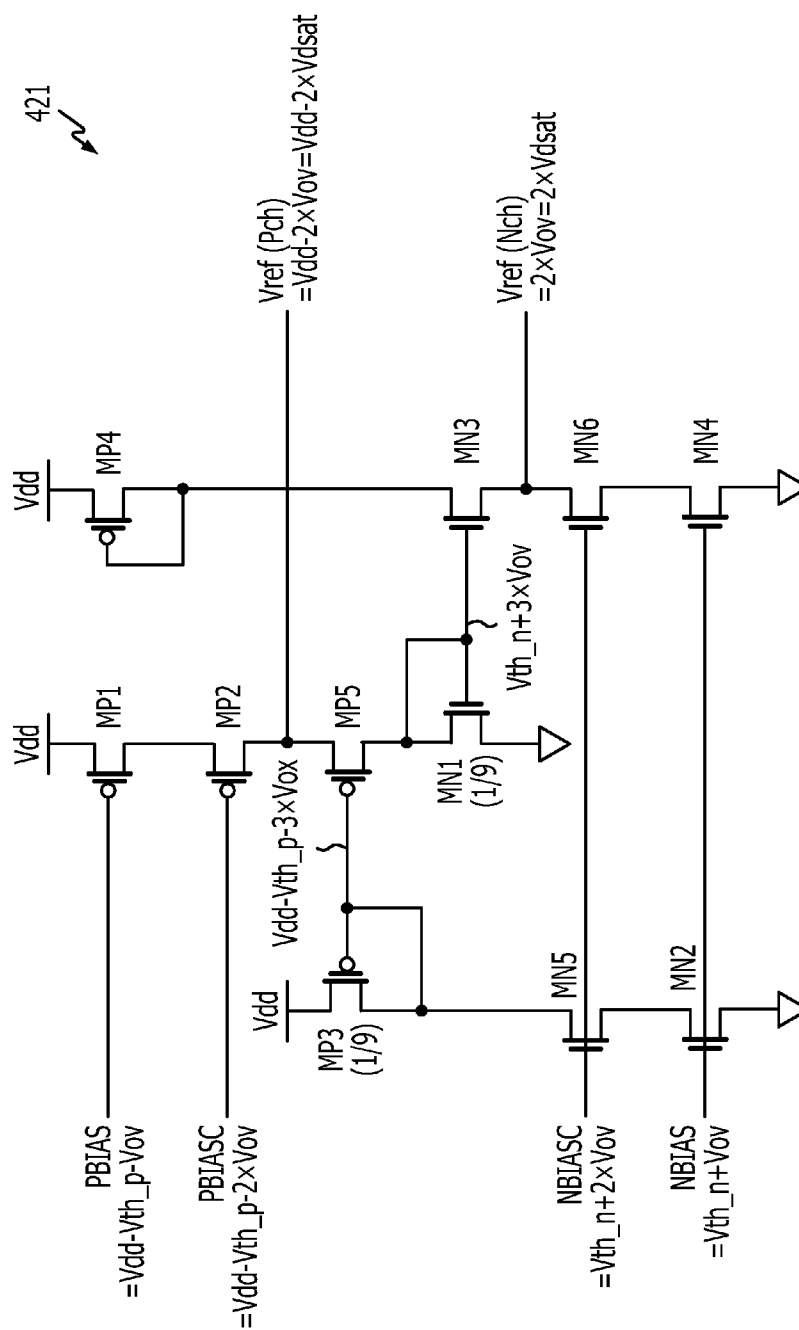 421
Vdd
MP4
Vref (Pch)
=Vdd-2×Vov=Vdd-2×Vdsat
MN3
Vref (Nch)
=2×Vov=2×Vdsat
MN6
MN4
Vdd
MP1
MP2
MP5
Vth_n+3×Vov
MN1
(1/9)
Vdd-Vth_p-3×Vox
Vdd
MP3
(1/9)
MN5
MN2
PBIAS
=Vdd-Vth_p-Vov
PBIASC
=Vdd-Vth_p-2×Vov
NBIASC
=Vth_n+2×Vov
NBIAS
=Vth_n+Vov